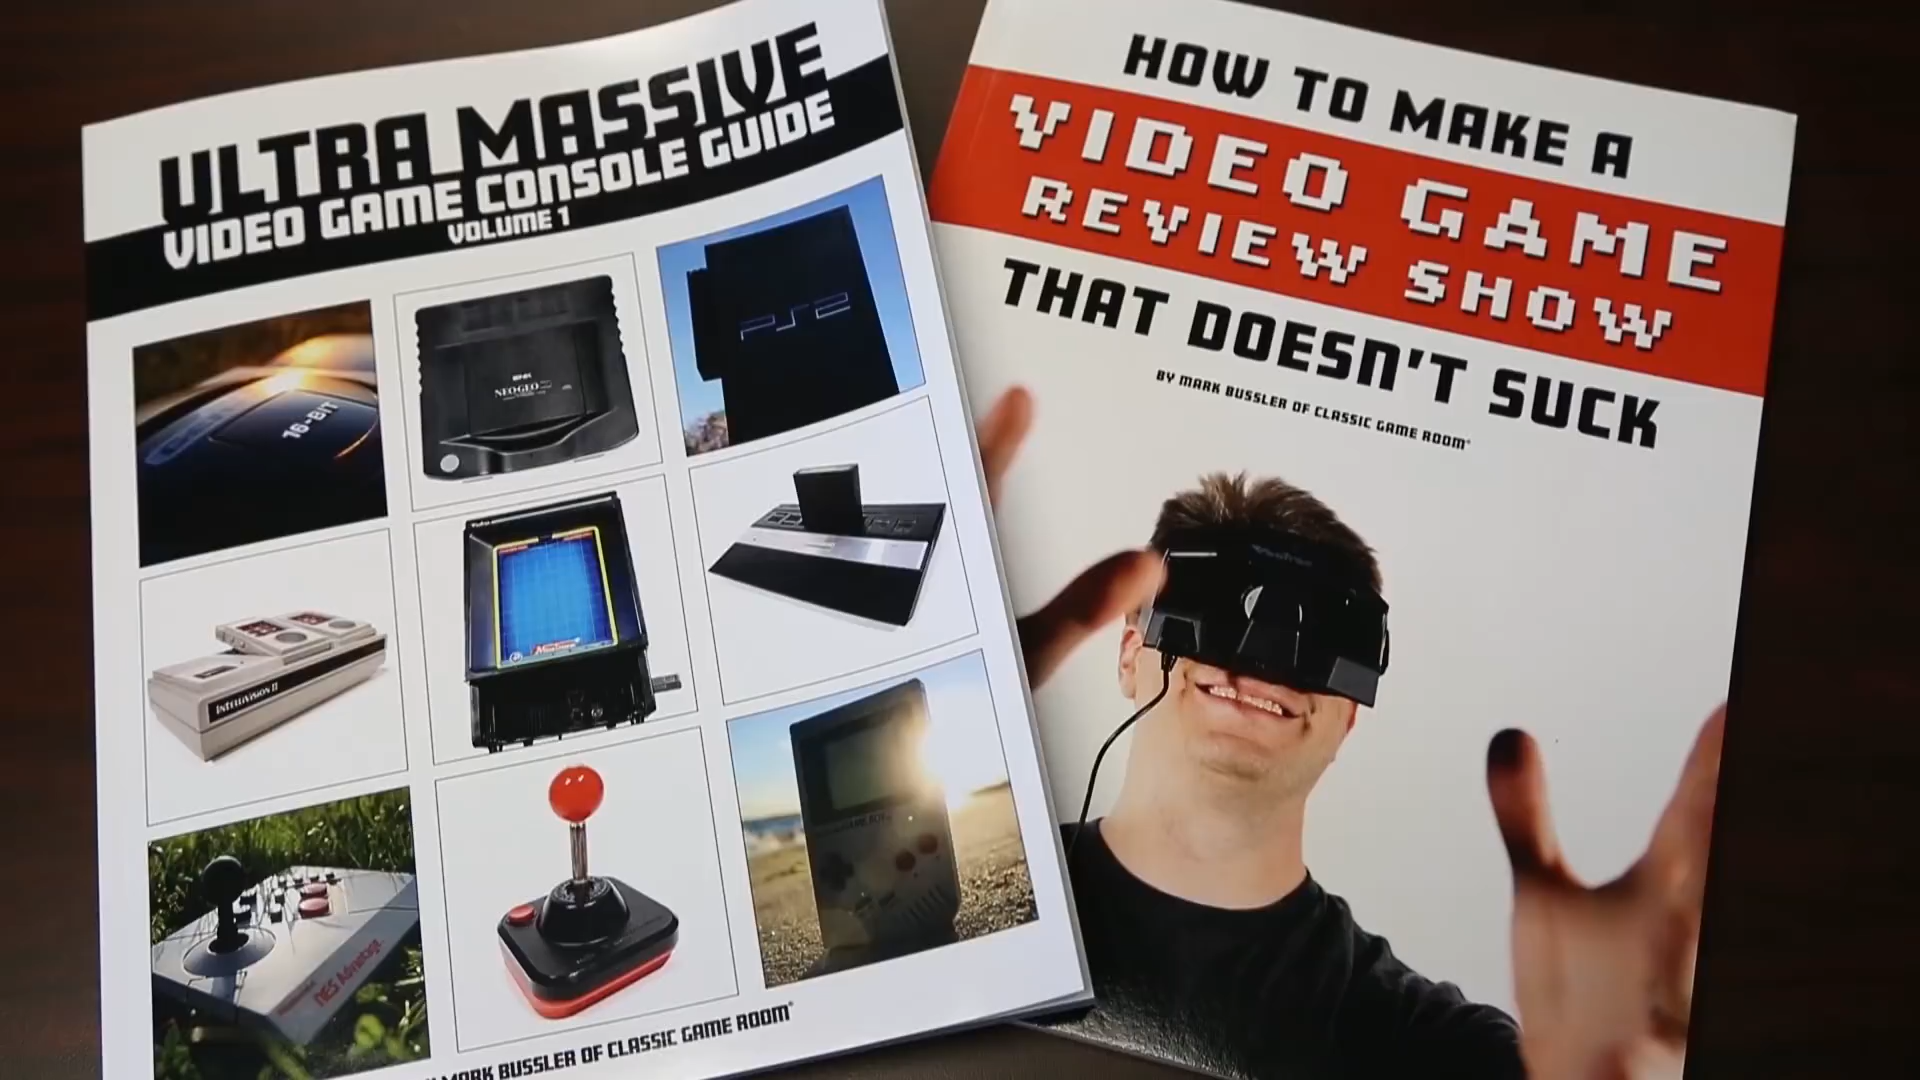 ULTRA MASSIVE
VIDEO GAME CONSOLE GUIDE
VOLUME 1
16-BIT
SNK
NEOGEO
PS2
INTELLIVISION II
NES Advantage
MARK BUSSLER OF CLASSIC GAME ROOM®
HOW TO MAKE A
VIDEO GAME
REVIEW SHOW
THAT DOESN'T SUCK
BY MARK BUSSLER OF CLASSIC GAME ROOM®